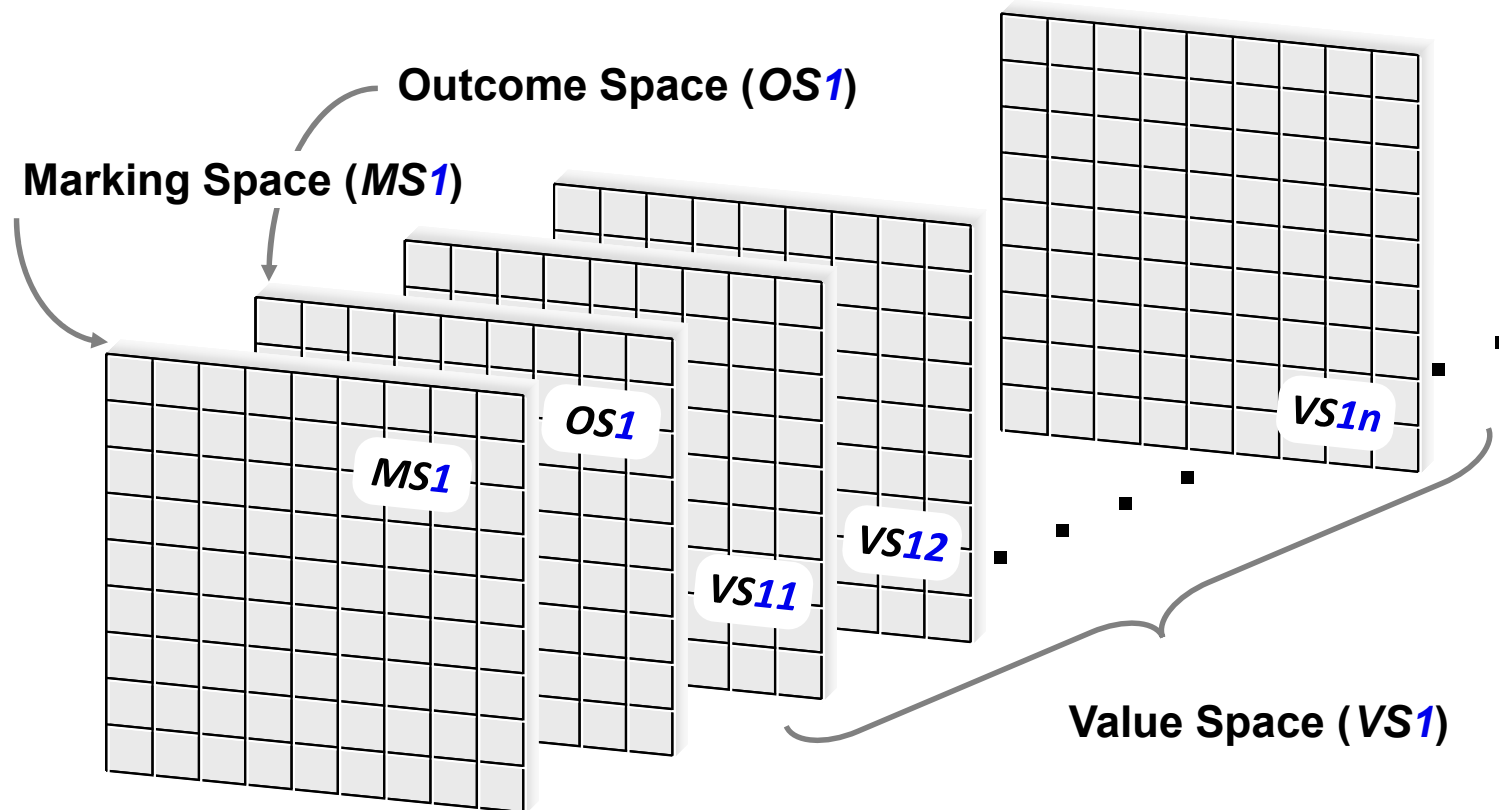 Outcome Space (OS1)
Marking Space (MS1)
OS1
MS1
VS1n
VS12
VS11
Value Space (VS1)